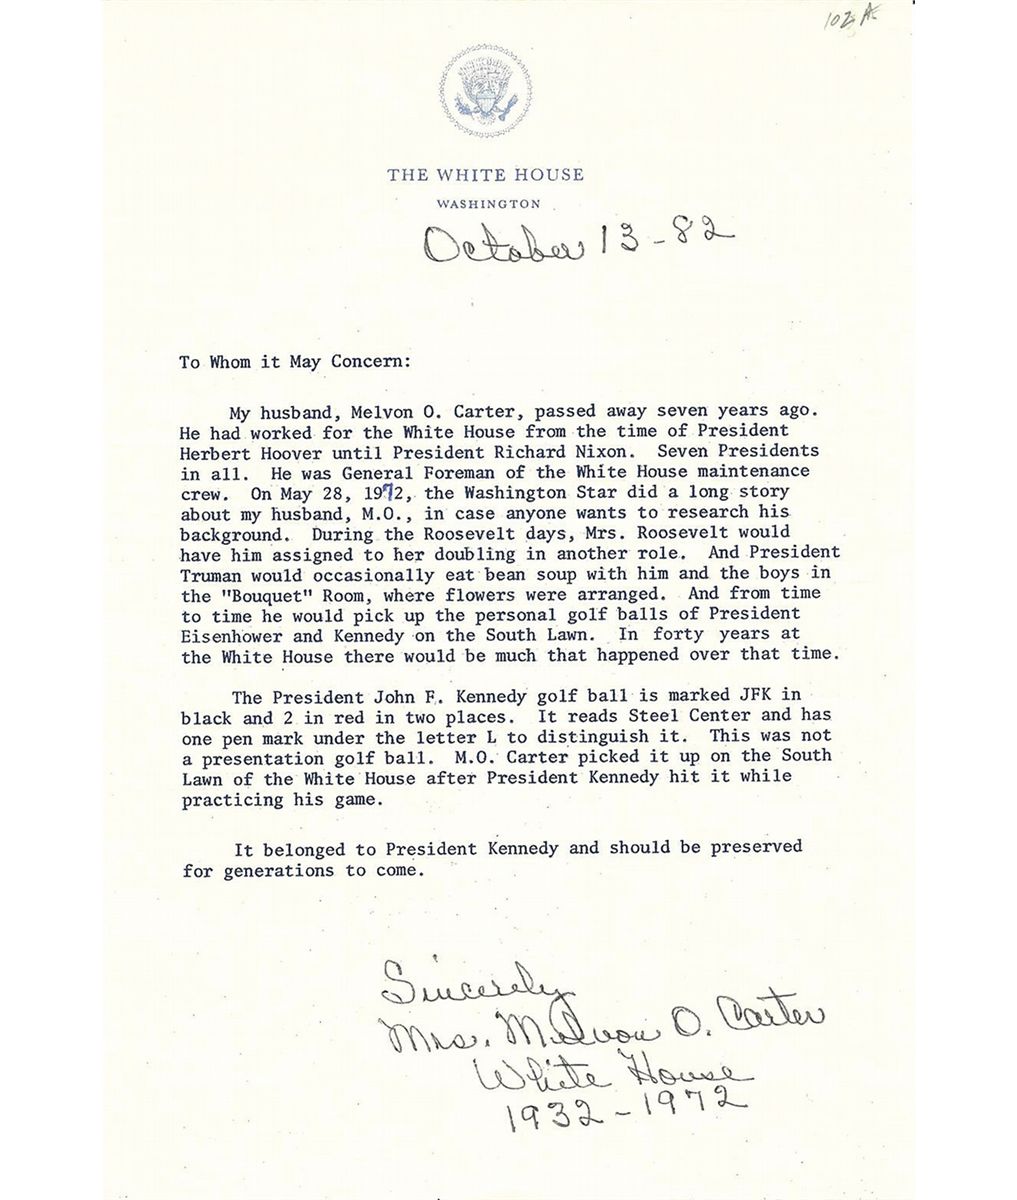 102 A
THE WHITE HOUSE
WASHINGTON
October 13-82
To Whom it May Concern:
My husband, Melvon O. Carter, passed away seven years ago.
He had worked for the White House from the time of President
Herbert Hoover until President Richard Nixon. Seven Presidents
in all. He was General Foreman of the White House maintenance
crew. On May 28, 1972, the Washington Star did a long story
about my husband, M.O., in case anyone wants to research his
background. During the Roosevelt days, Mrs. Roosevelt would
have him assigned to her doubling in another role. And President
Truman would occasionally eat bean soup with him and the boys in
the "Bouquet" Room, where flowers were arranged. And from time
to time he would pick up the personal golf balls of President
Eisenhower and Kennedy on the South Lawn. In forty years at
the White House there would be much that happened over that time.
The President John F. Kennedy golf ball is marked JFK in
black and 2 in red in two places. It reads Steel Center and has
one pen mark under the letter L to distinguish it. This was not
a presentation golf ball. M.O. Carter picked it up on the South
Lawn of the White House after President Kennedy hit it while
practicing his game.
It belonged to President Kennedy and should be preserved
for generations to come.
Sincerely
Mrs. Melvon O. Carter
White House
1932-1972